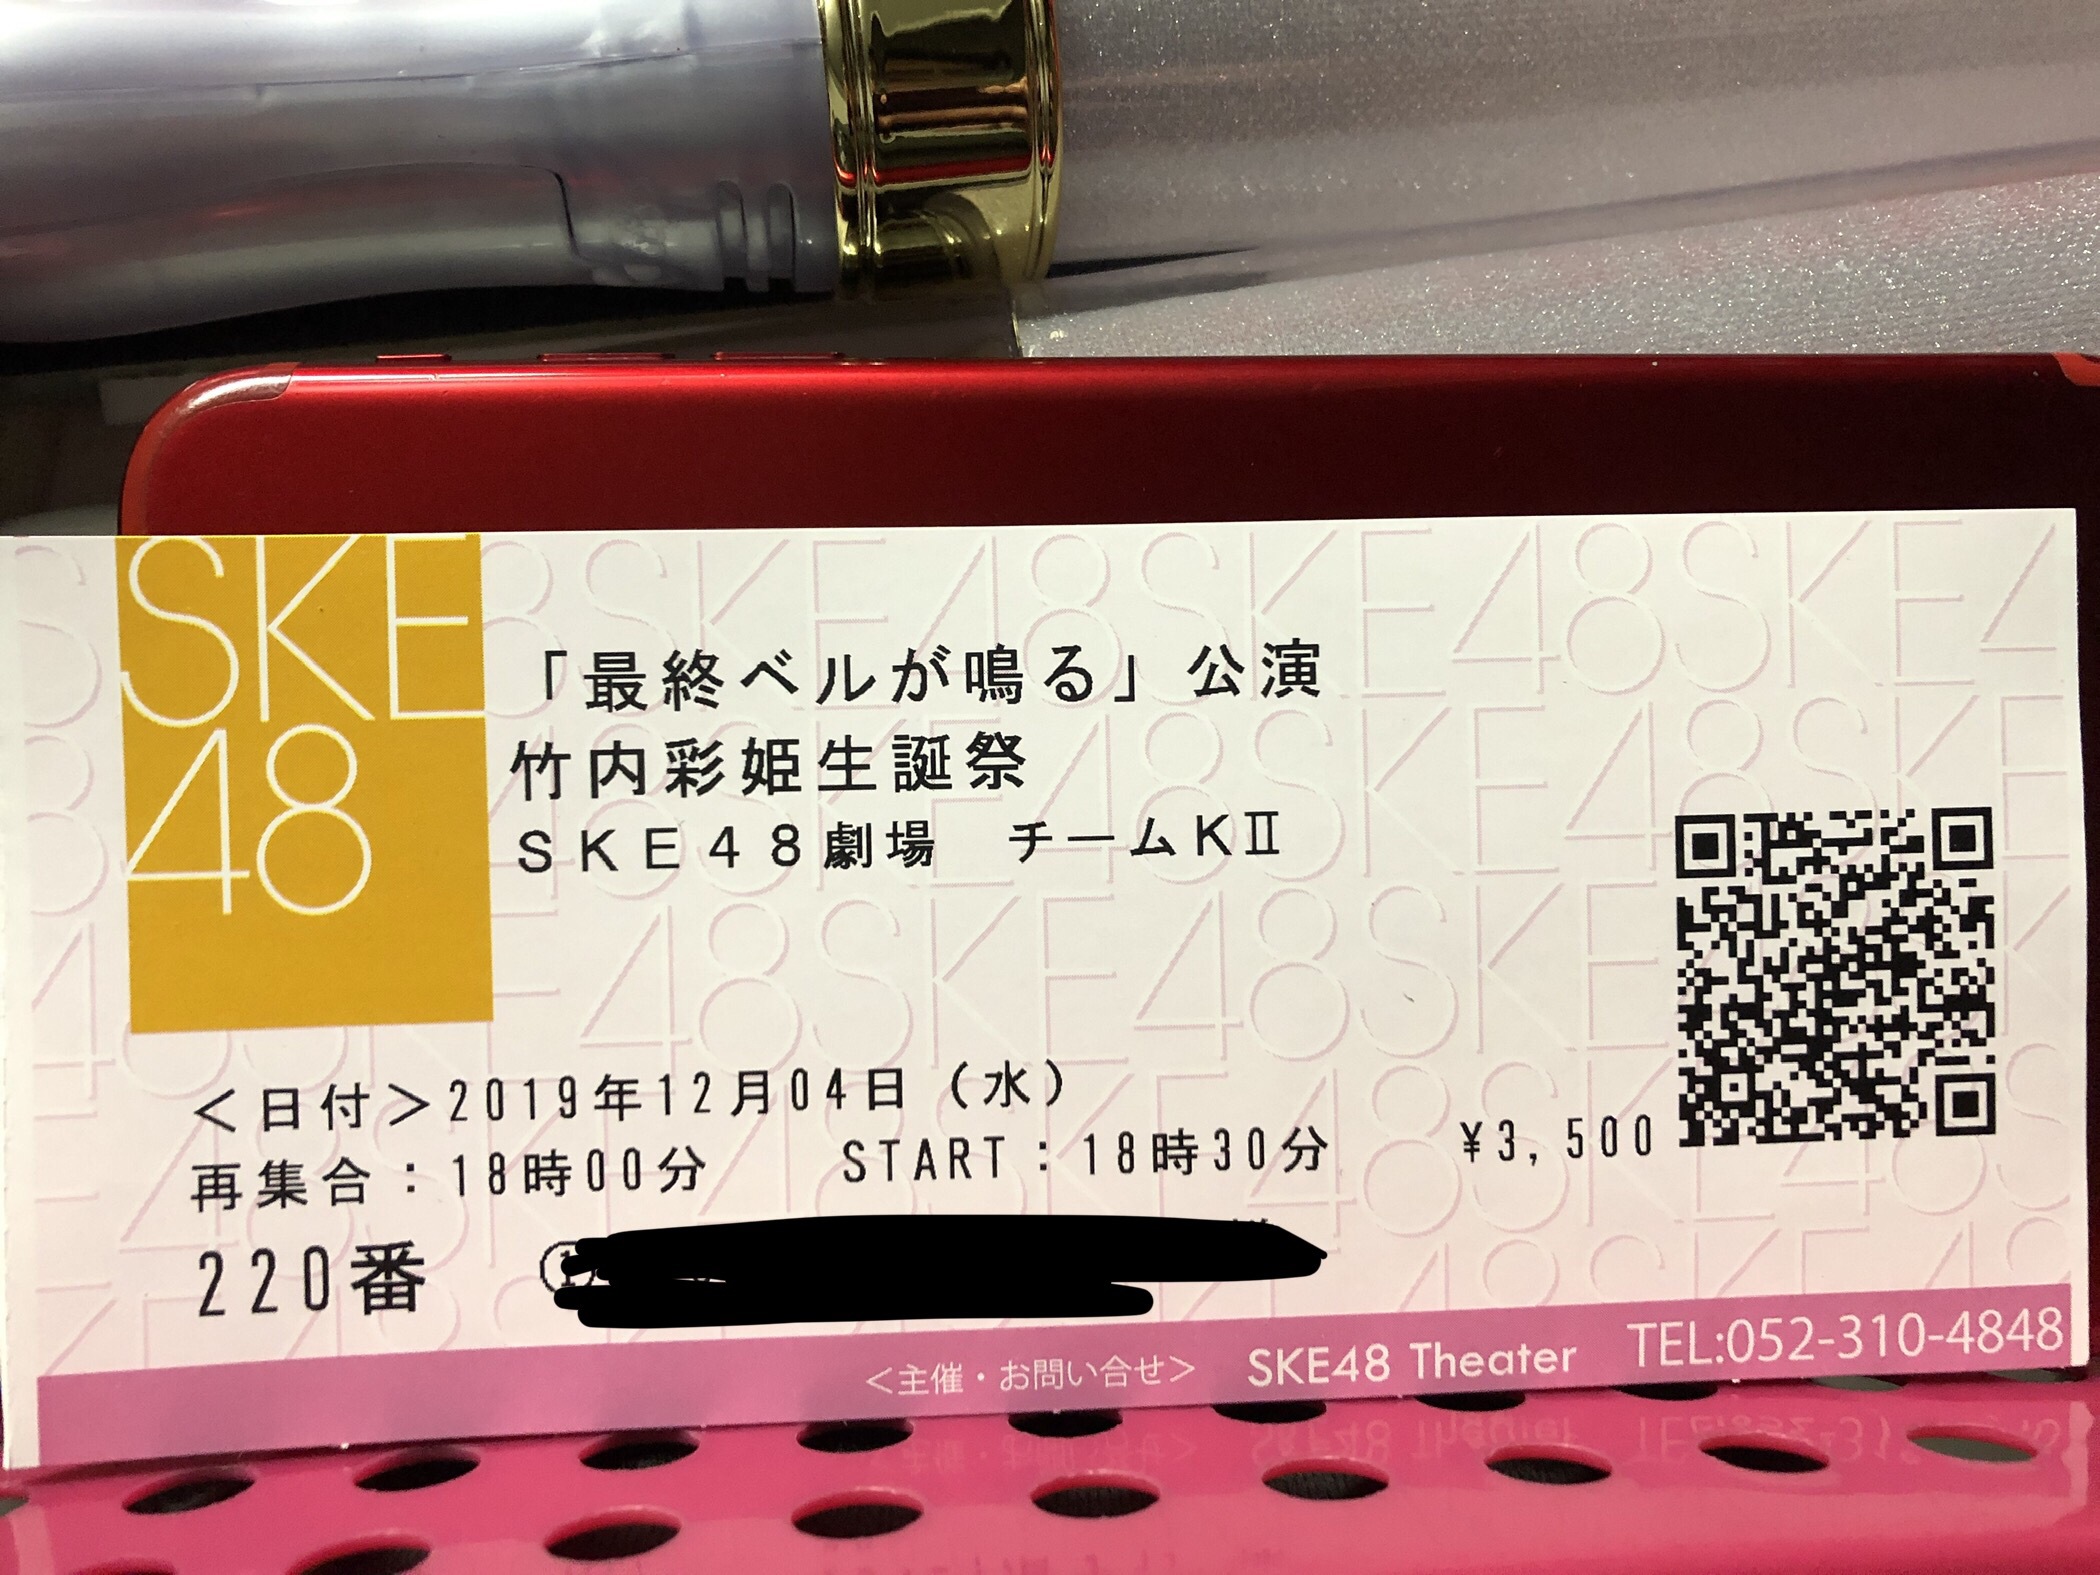 SKE
48
「最終ベルが鳴る」公演
竹内彩姫生誕祭
SKE48劇場　チームKⅡ
＜日付＞2019年12月04日（水）
再集合：18時00分　START：18時30分　¥3,500
220番　①
＜主催・お問い合せ＞　SKE48 Theater　TEL:052-310-4848